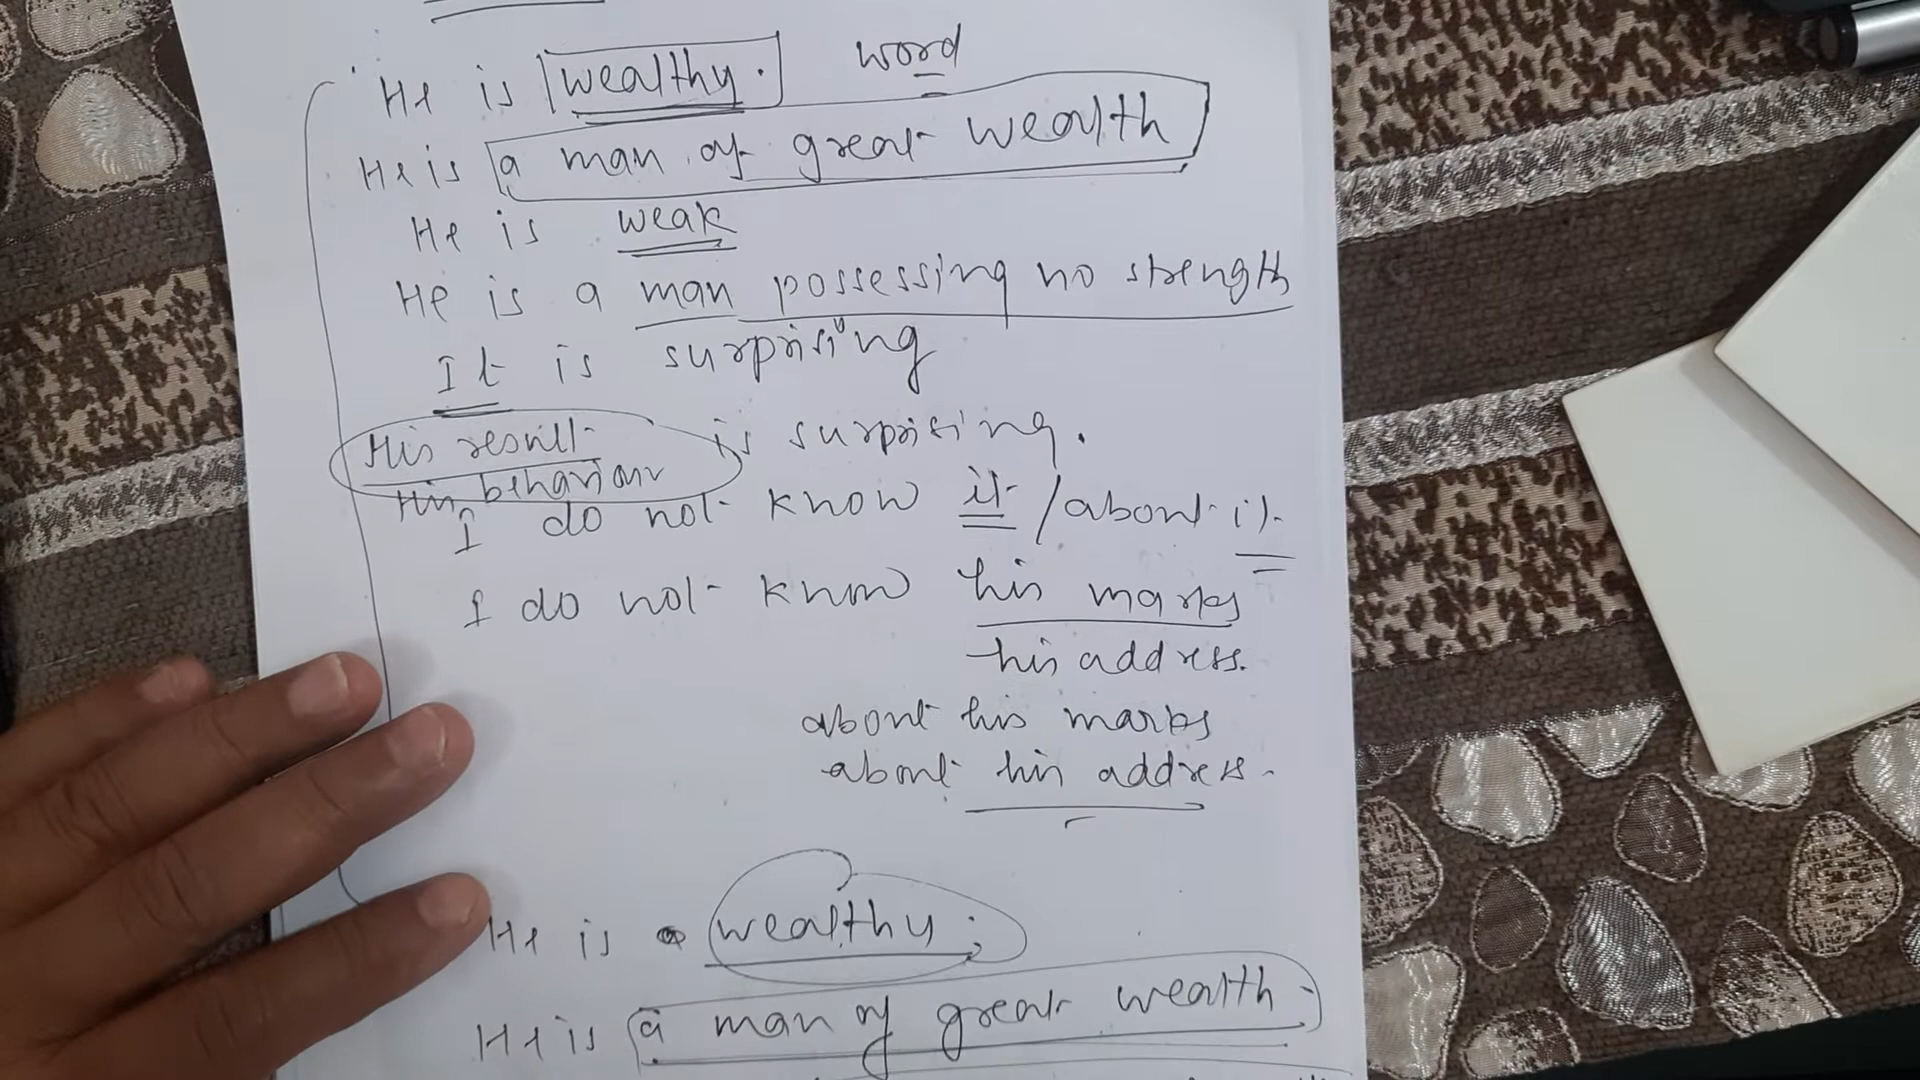 He is wealthy. word
He is a man of great wealth
He is weak
He is a man possessing no strength
It is surprising
His result is surprising.
His behaviour
I do not know it / about it.
I do not know his marks
his address.
about his marks
about his address.
He is wealthy.
He is a man of great wealth.